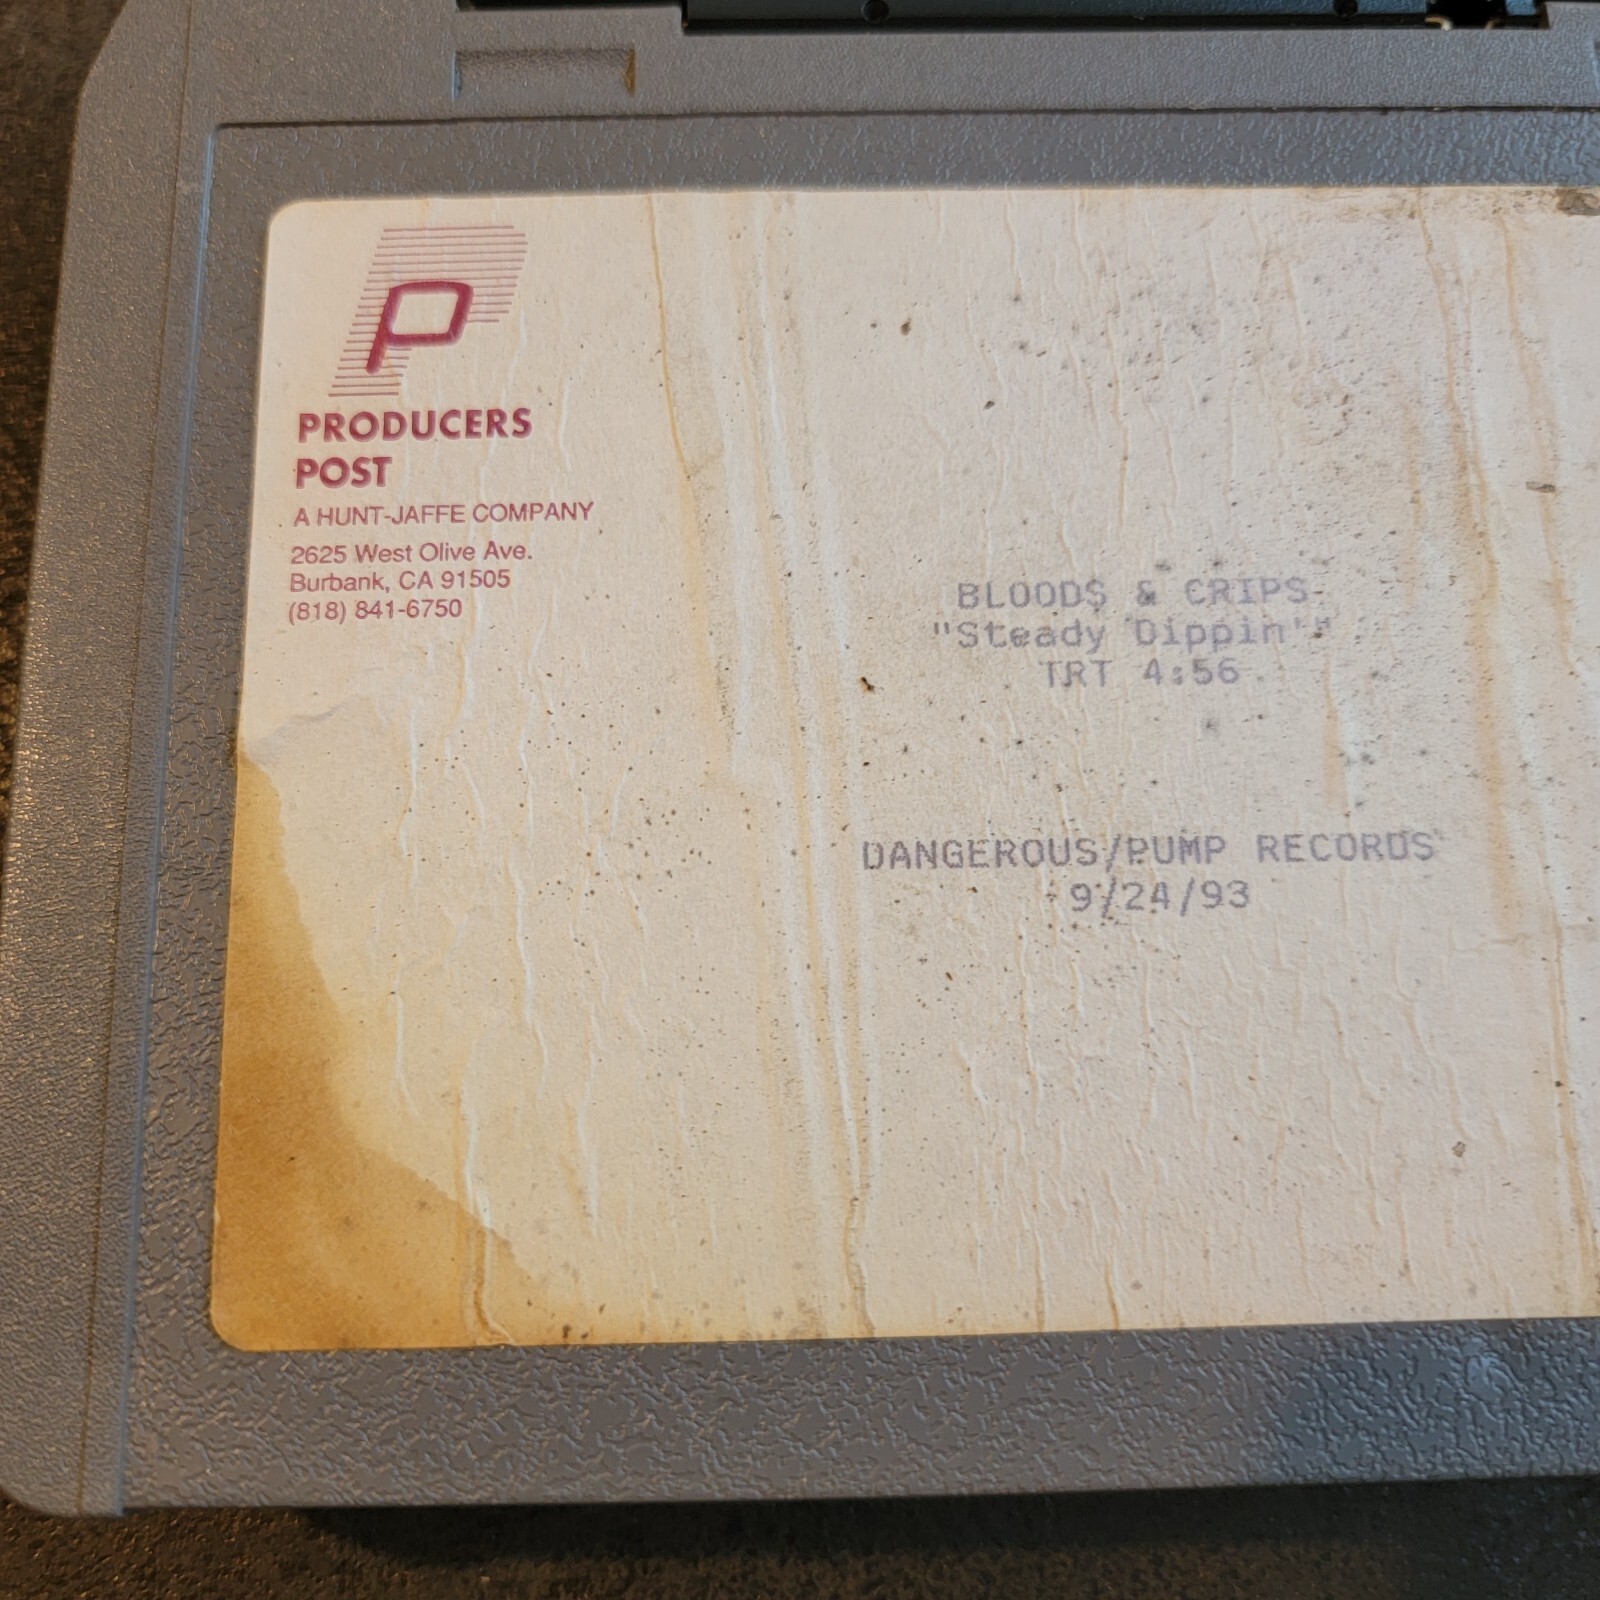 P
PRODUCERS
POST
A HUNT-JAFFE COMPANY
2625 West Olive Ave.
Burbank, CA 91505
(818) 841-6750
BLOODS & CRIPS
"Steady Dippin'"
TRT 4:56
DANGEROUS/PUMP RECORDS
9/24/93